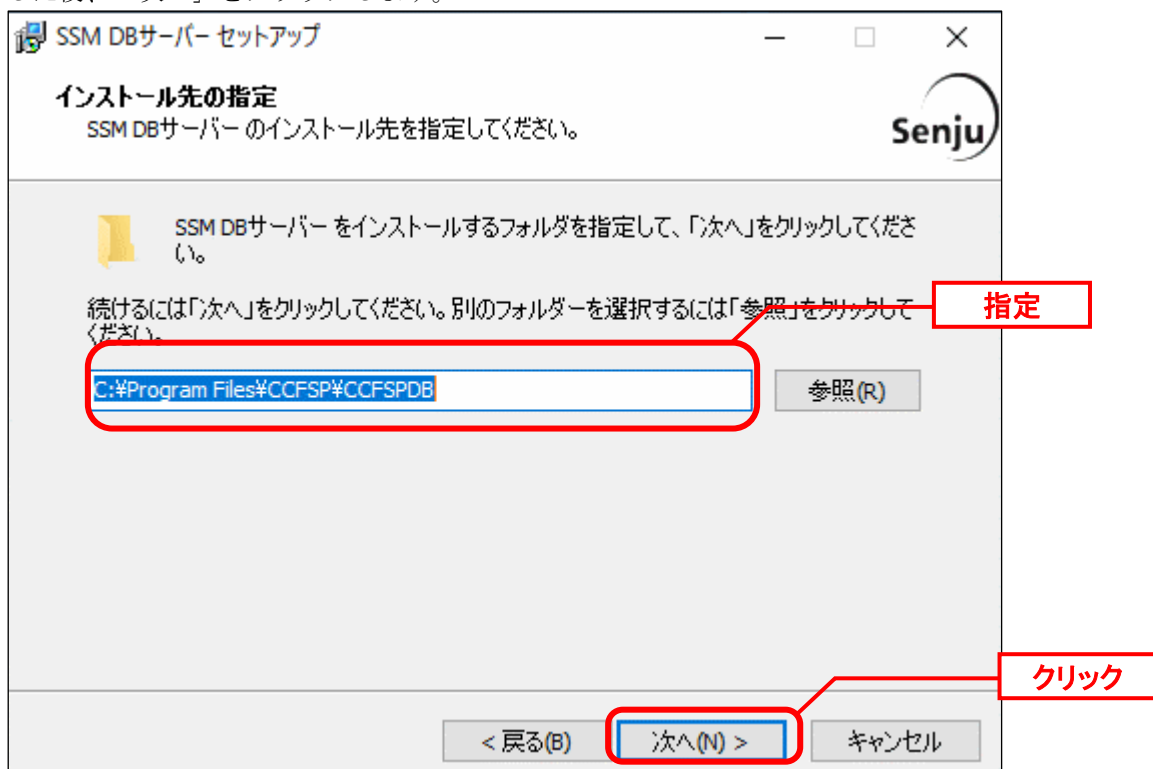 SSM DBサーバー セットアップ
インストール先の指定
SSM DBサーバー のインストール先を指定してください。
Senju
SSM DBサーバー をインストールするフォルダを指定して、「次へ」をクリックしてくださ
い。
続けるには「次へ」をクリックしてください。別のフォルダーを選択するには「参照」をクリックして
ください。
指定
C:¥Program Files¥CCFSP¥CCFSPDB
参照(R)
クリック
< 戻る(B)
次へ(N) >
キャンセル